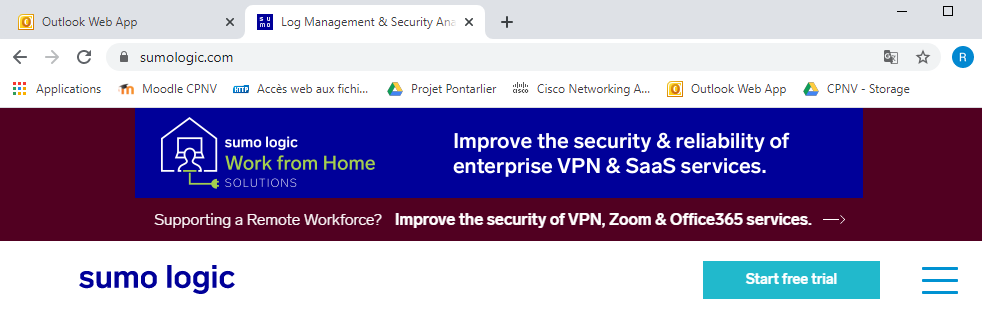 Outlook Web App
Log Management & Security Ana
sumologic.com
R
Applications
Moodle CPNV
HTTP
Accès web aux fichi...
Projet Pontarlier
cisco
Cisco Networking A...
Outlook Web App
CPNV - Storage
sumo logic
Work from Home
SOLUTIONS
Improve the security & reliability of
enterprise VPN & SaaS services.
Supporting a Remote Workforce? Improve the security of VPN, Zoom & Office365 services.
sumo logic
Start free trial